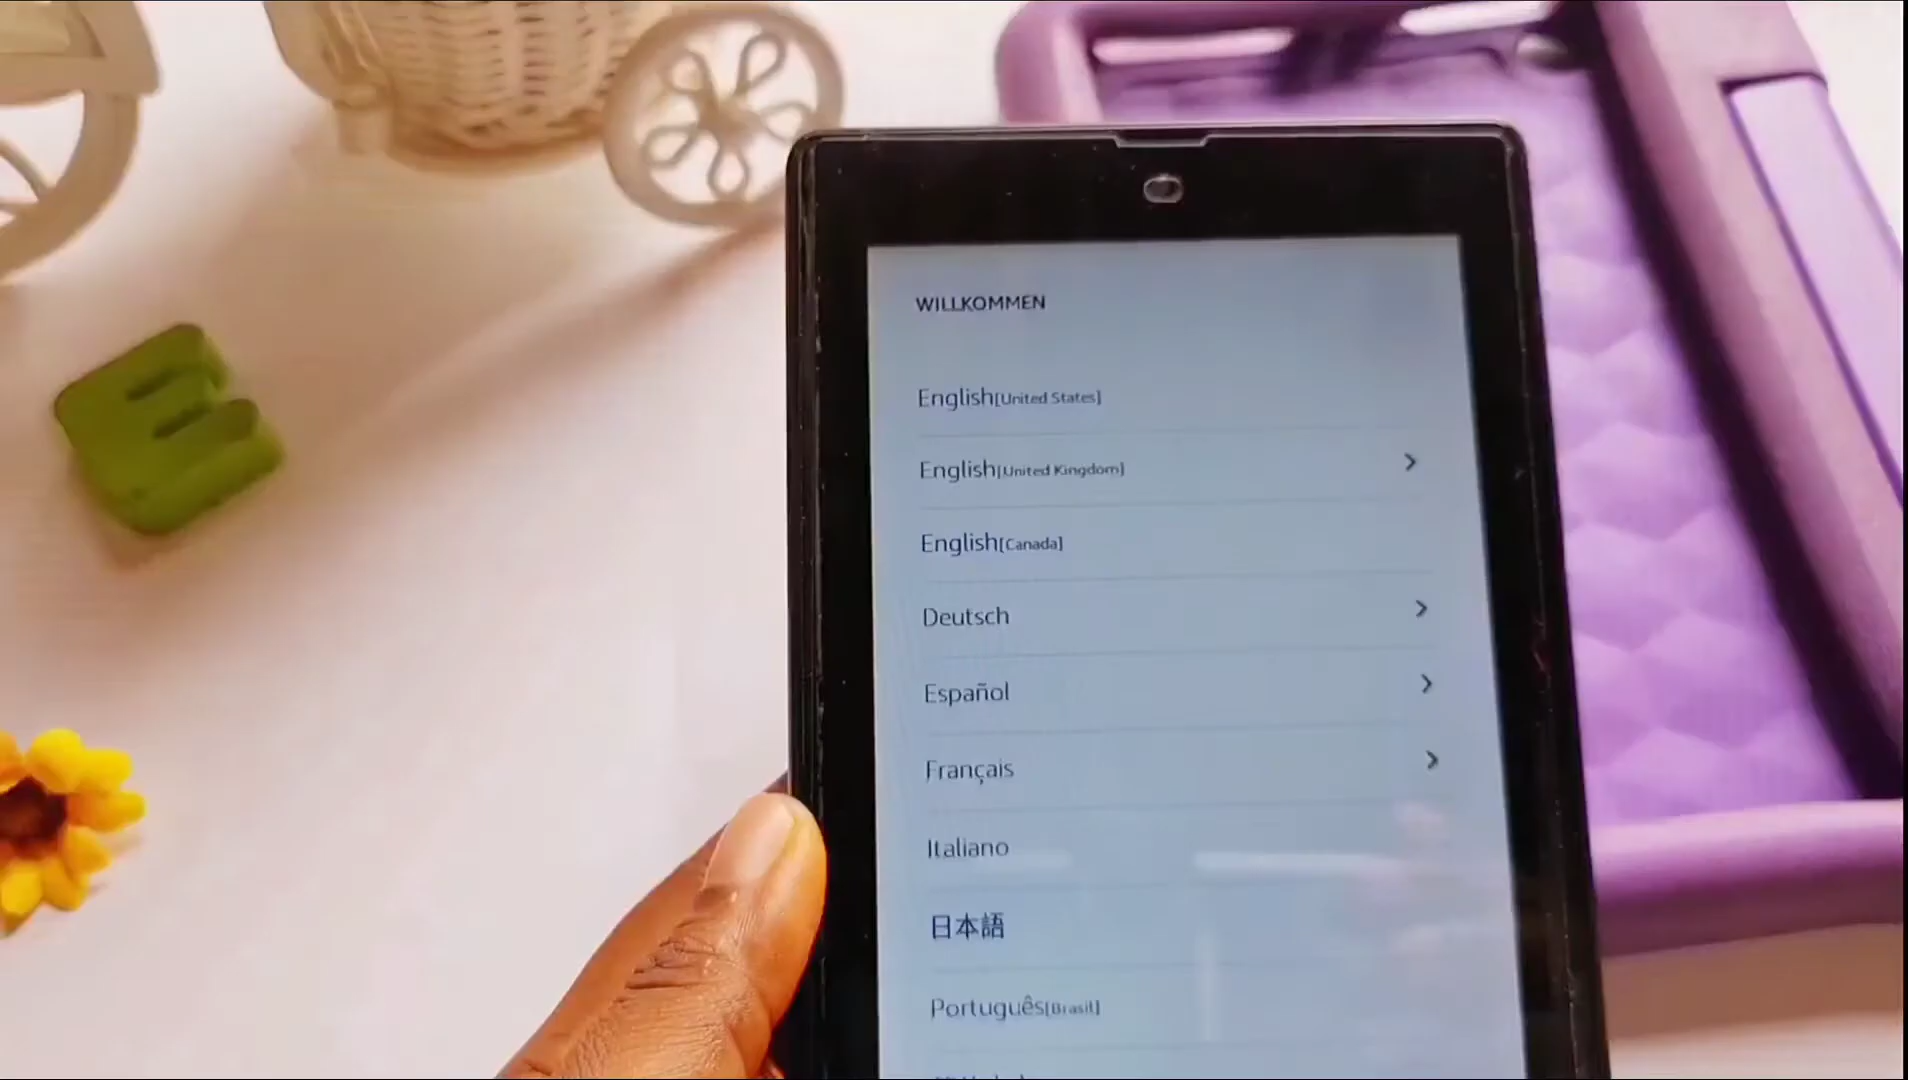 WILLKOMMEN
English[United States]
English[United Kingdom]
English[Canada]
Deutsch
Español
Français
Italiano
日本語
Português[Brasil]